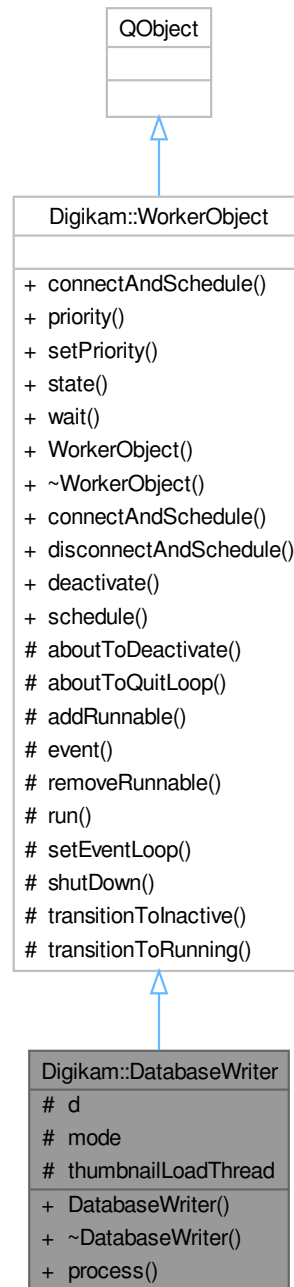 QObject
Digikam::WorkerObject
+ connectAndSchedule()
+ priority()
+ setPriority()
+ state()
+ wait()
+ WorkerObject()
+ ~WorkerObject()
+ connectAndSchedule()
+ disconnectAndSchedule()
+ deactivate()
+ schedule()
# aboutToDeactivate()
# aboutToQuitLoop()
# addRunnable()
# event()
# removeRunnable()
# run()
# setEventLoop()
# shutDown()
# transitionToInactive()
# transitionToRunning()
Digikam::DatabaseWriter
# d
# mode
# thumbnailLoadThread
+ DatabaseWriter()
+ ~DatabaseWriter()
+ process()